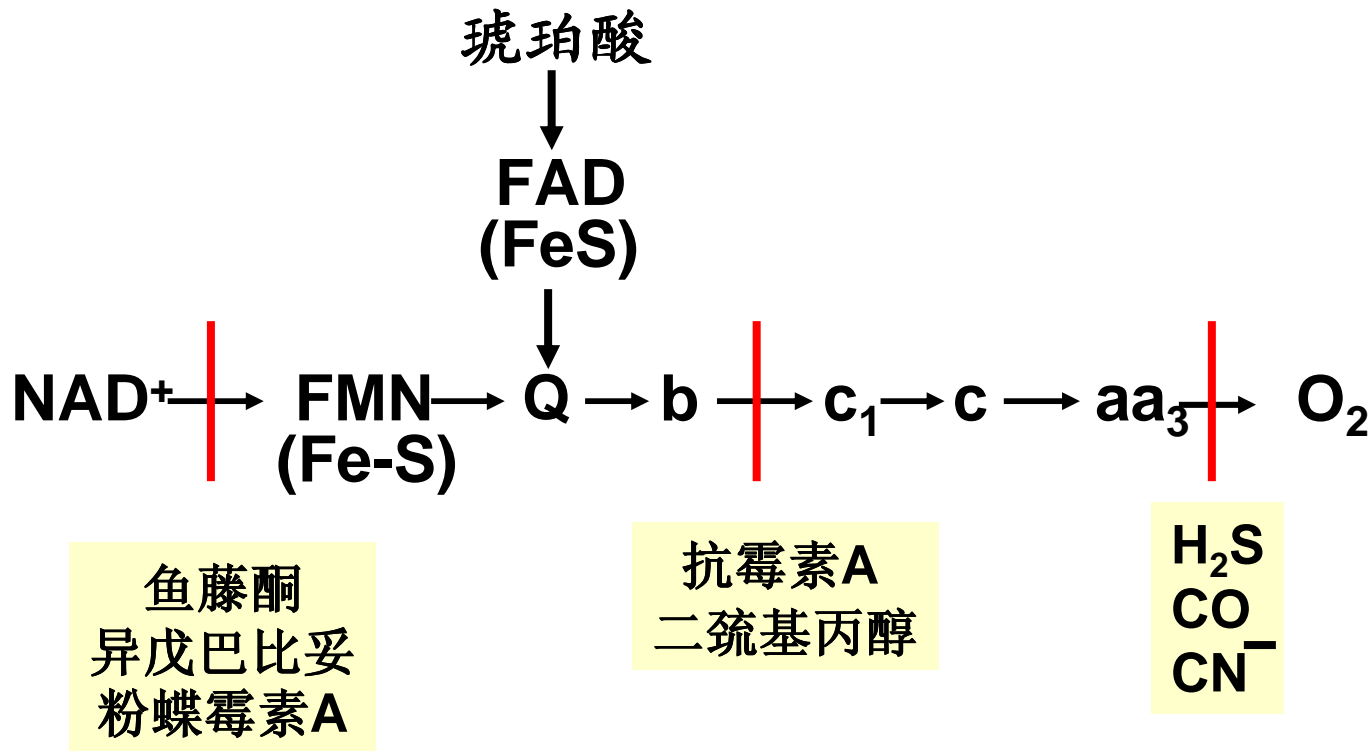 琥珀酸
FAD
(FeS)
NAD⁺ FMN Q b c₁ c aa₃ O₂
(Fe-S)
鱼藤酮
异戊巴比妥
粉蝶霉素A
抗霉素A
二巯基丙醇
H₂S
CO
CN⁻